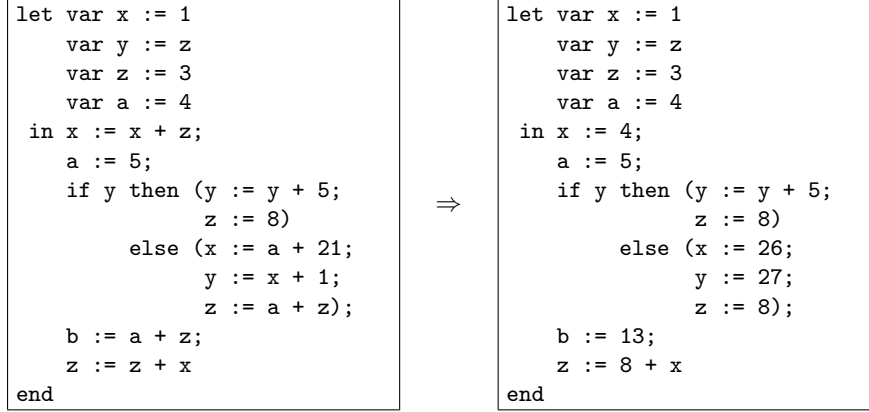 let var x := 1
    var y := z
    var z := 3
    var a := 4
 in x := x + z;
    a := 5;
    if y then (y := y + 5;
               z := 8)
         else (x := a + 21;
               y := x + 1;
               z := a + z);
    b := a + z;
    z := z + x
end
⇒
let var x := 1
    var y := z
    var z := 3
    var a := 4
 in x := 4;
    a := 5;
    if y then (y := y + 5;
               z := 8)
         else (x := 26;
               y := 27;
               z := 8);
    b := 13;
    z := 8 + x
end